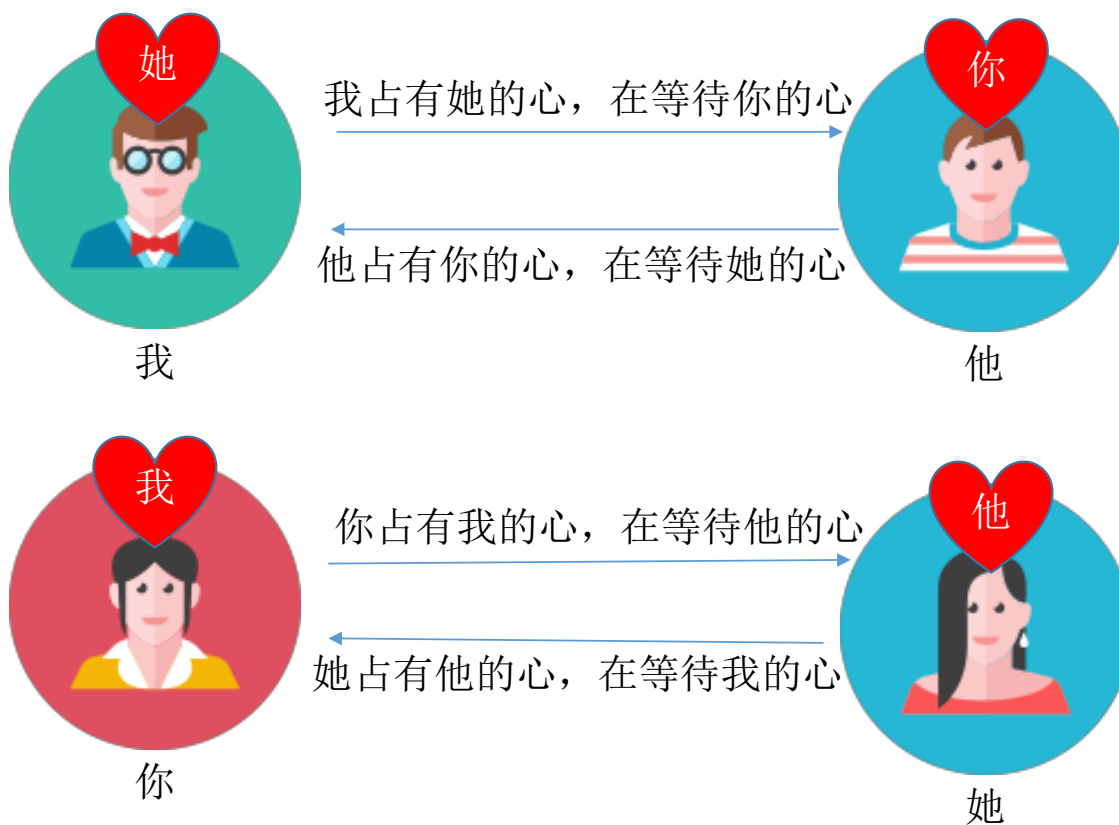 她
你
我占有她的心，在等待你的心
他占有你的心，在等待她的心
我
他
我
他
你占有我的心，在等待他的心
她占有他的心，在等待我的心
你
她